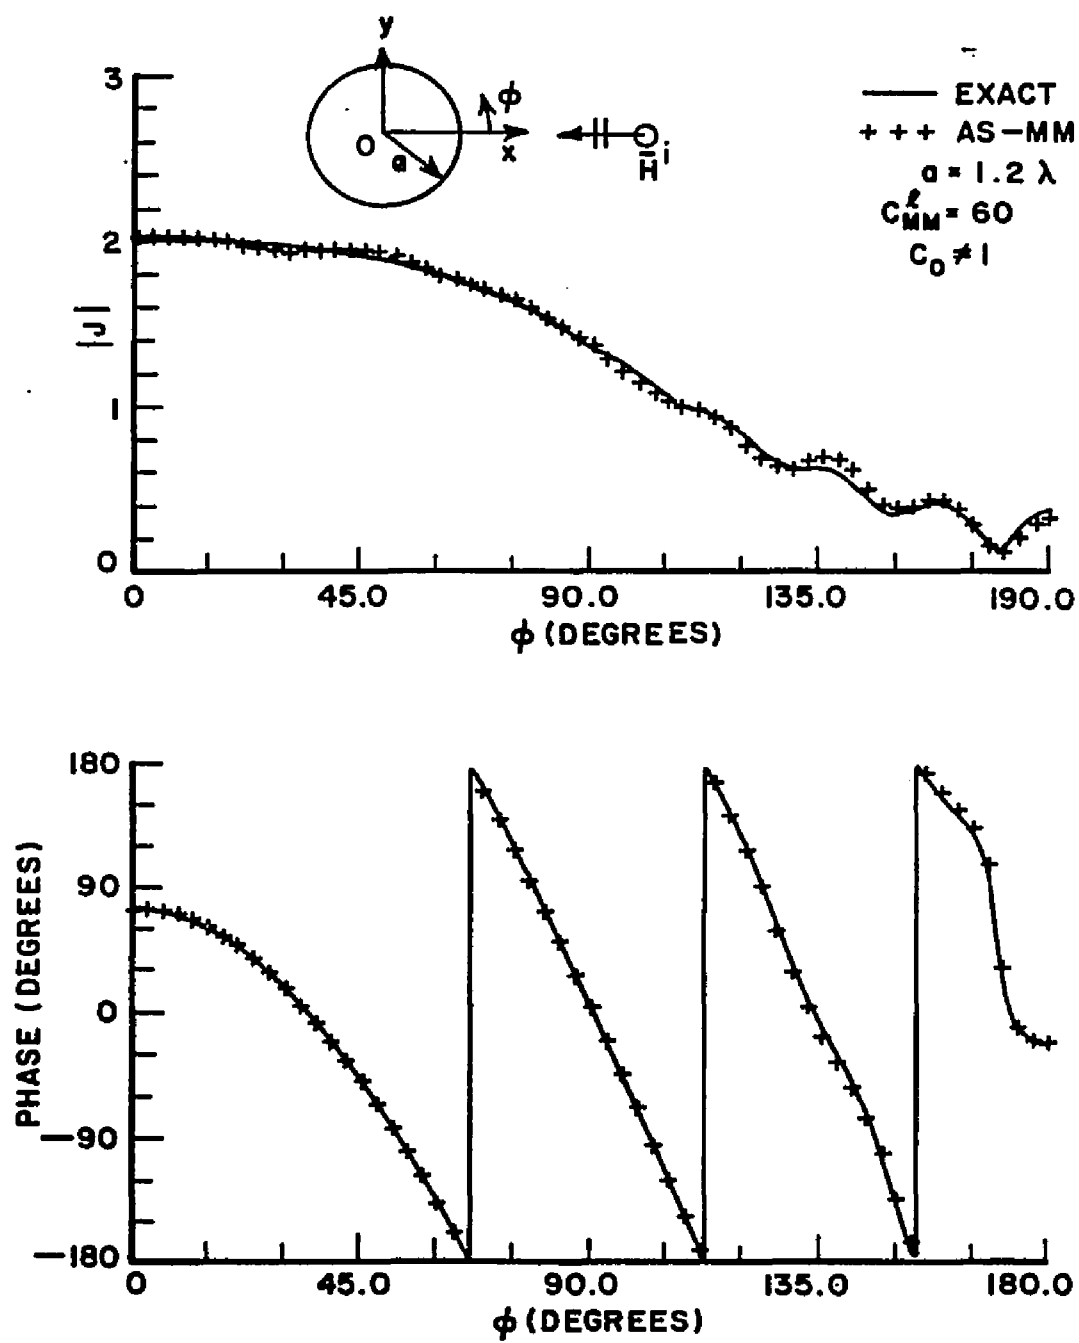 y
3
ϕ
O
a
x
H̄ⁱ
EXACT
+ + + AS-MM
a = 1.2 λ
C^ℓ_MM = 60
C_0 ≠ 1
2
|J|
1
0
0 45.0 90.0 135.0 190.0
ϕ (DEGREES)
180
90
0
-90
-180
PHASE (DEGREES)
0 45.0 90.0 135.0 180.0
ϕ (DEGREES)